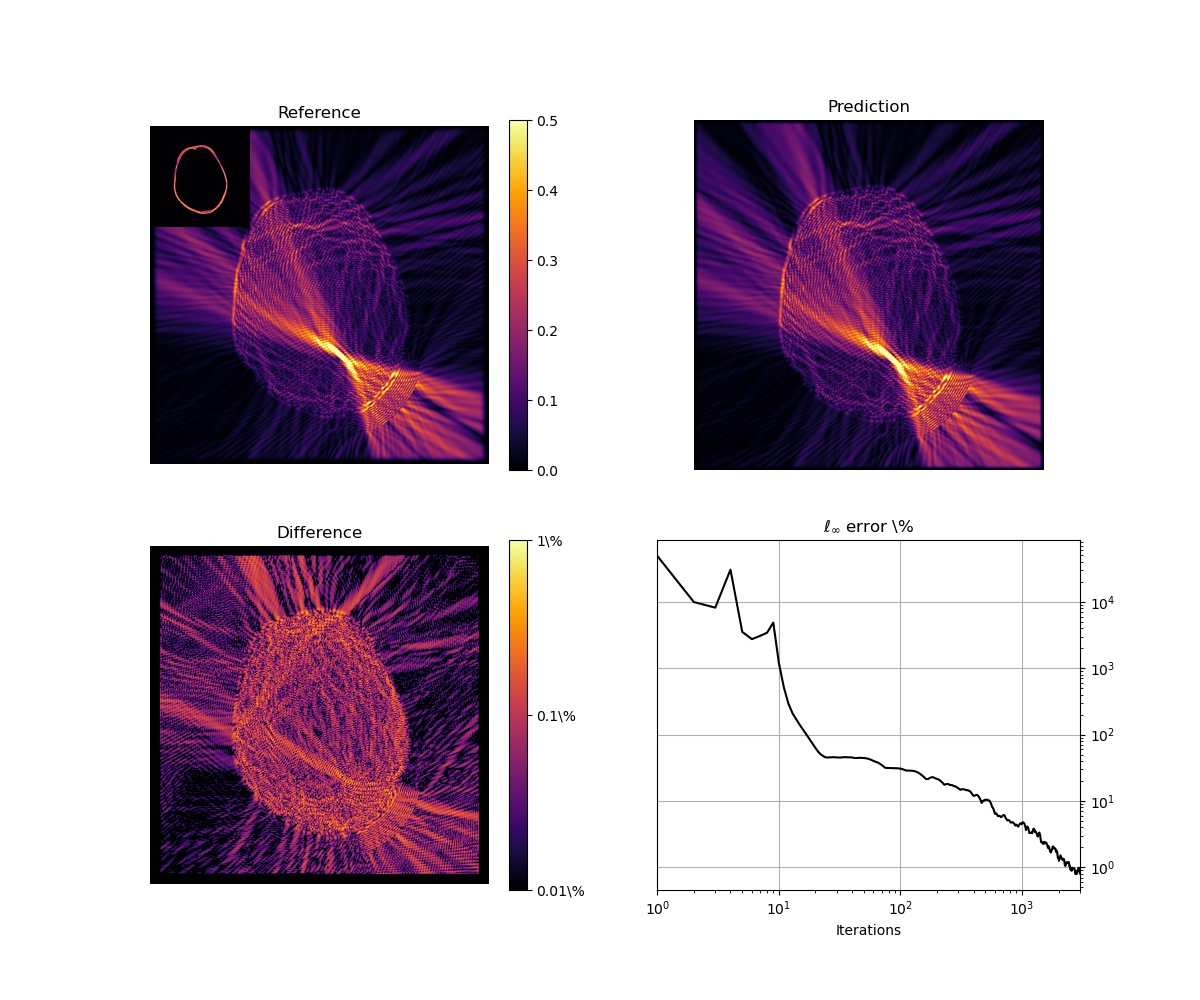 Reference
0.5
0.4
0.3
0.2
0.1
0.0
Prediction
Difference
1\%
0.1\%
0.01\%
ℓ∞ error \%
10⁴
10³
10²
10¹
10⁰
10⁰ 10¹ 10² 10³
Iterations